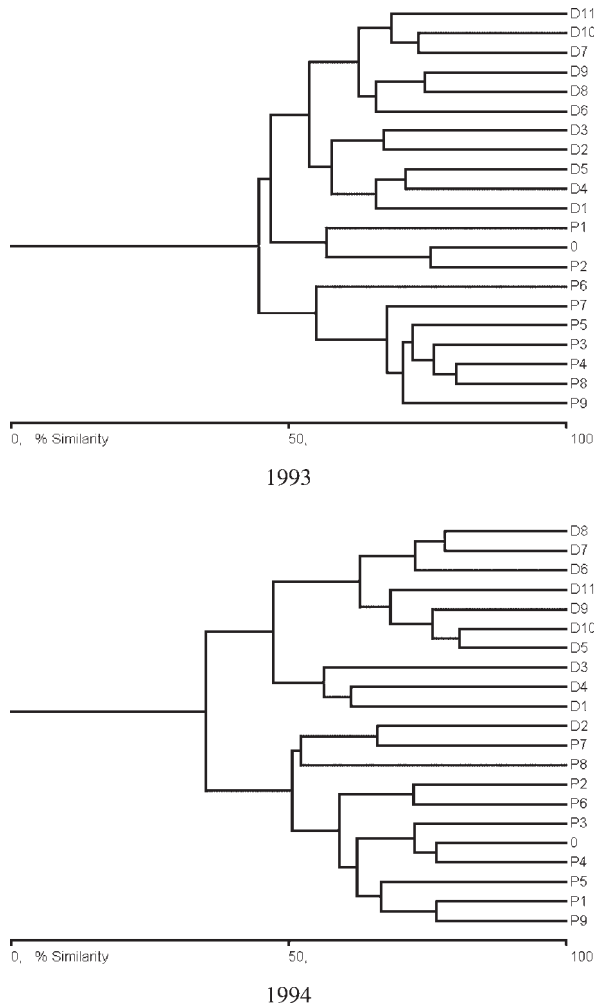 D11
D10
D7
D9
D8
D6
D3
D2
D5
D4
D1
P1
0
P2
P6
P7
P5
P3
P4
P8
P9
0, % Similarity 50, 100
1993
D8
D7
D6
D11
D9
D10
D5
D3
D4
D1
D2
P7
P8
P2
P6
P3
0
P4
P5
P1
P9
0, % Similarity 50, 100
1994